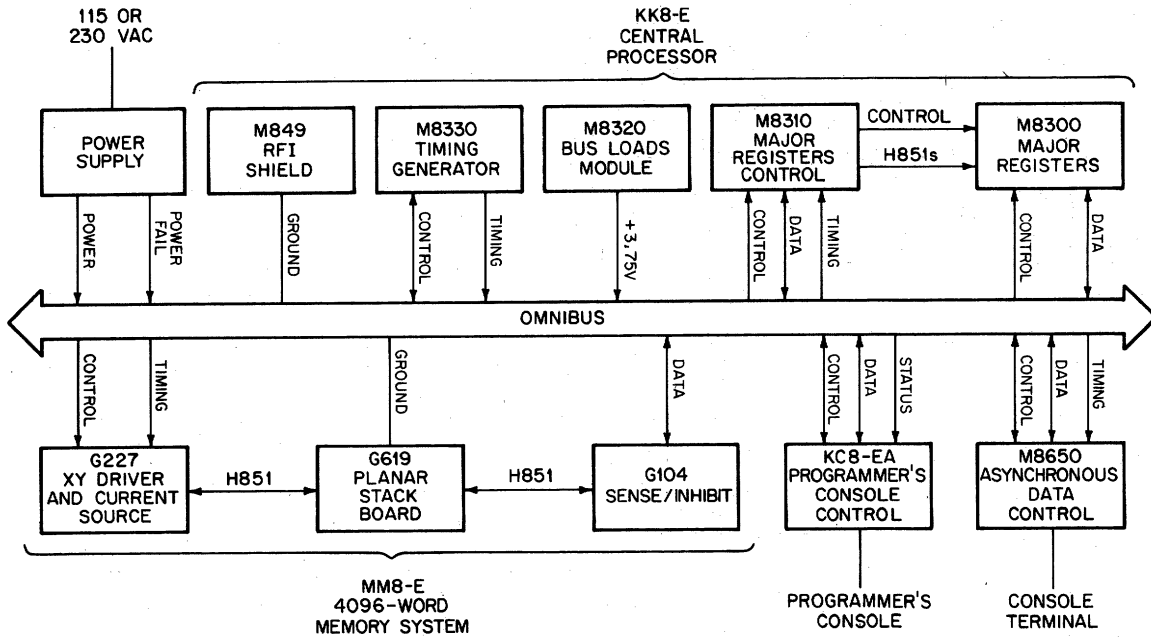 115 OR
230 VAC
KK8-E
CENTRAL
PROCESSOR
POWER
SUPPLY
M849
RFI
SHIELD
M8330
TIMING
GENERATOR
M8320
BUS LOADS
MODULE
M8310
MAJOR
REGISTERS
CONTROL
CONTROL
H851s
M8300
MAJOR
REGISTERS
POWER
POWER
FAIL
GROUND
CONTROL
TIMING
+3,75V
CONTROL
DATA
TIMING
CONTROL
DATA
OMNIBUS
CONTROL
TIMING
GROUND
DATA
CONTROL
DATA
STATUS
CONTROL
DATA
TIMING
G227
XY DRIVER
AND CURRENT
SOURCE
H851
G619
PLANAR
STACK
BOARD
H851
G104
SENSE/INHIBIT
KC8-EA
PROGRAMMER'S
CONSOLE
CONTROL
M8650
ASYNCHRONOUS
DATA
CONTROL
MM8-E
4096-WORD
MEMORY SYSTEM
PROGRAMMER'S
CONSOLE
CONSOLE
TERMINAL